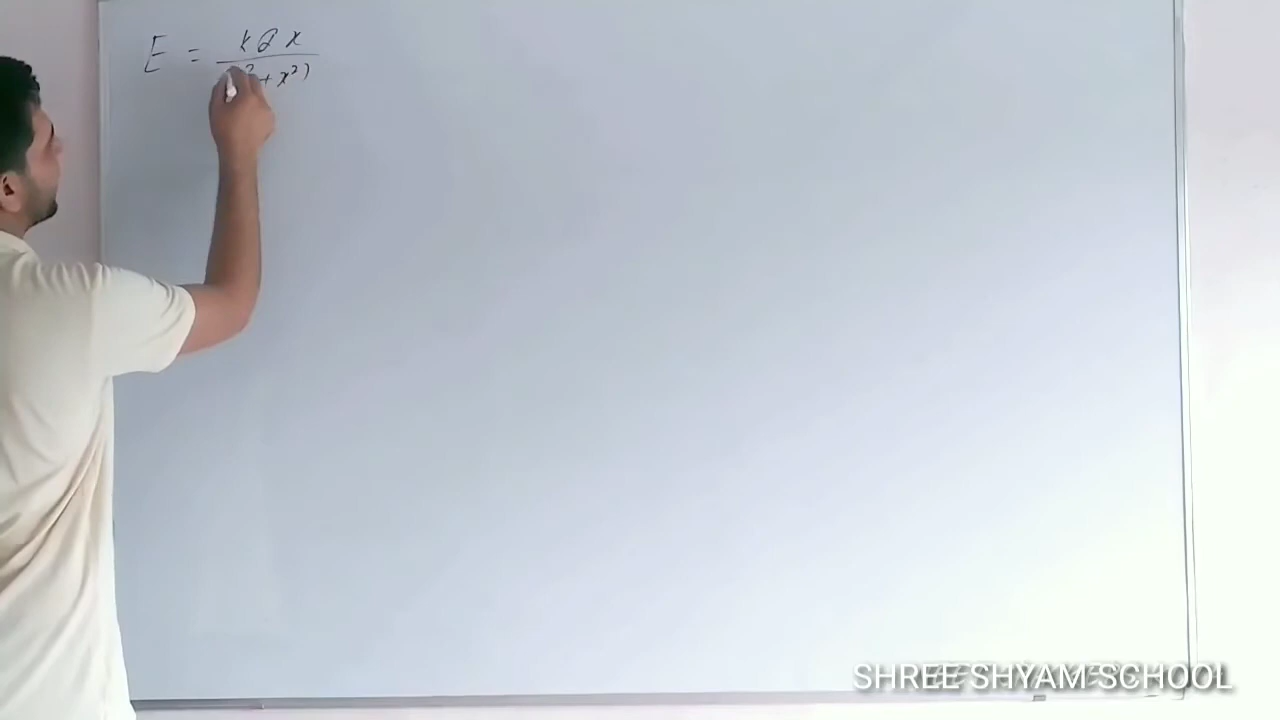 E = kQx / ( ² + x²)
SHREE SHYAM SCHOOL